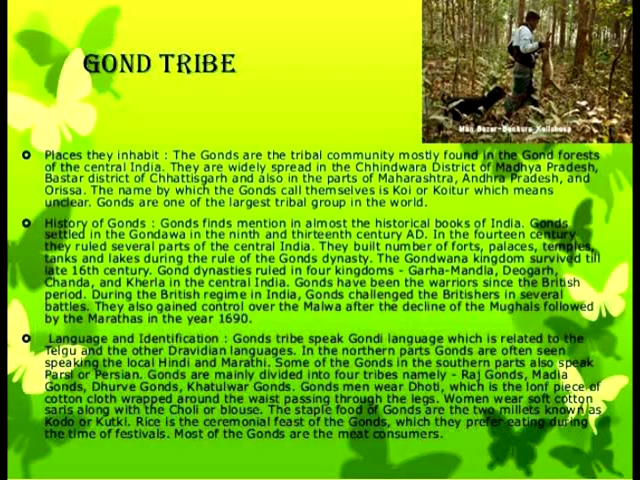 GOND TRIBE
Man Bazar-Bankura Kailshosp
Places they inhabit : The Gonds are the tribal community mostly found in the Gond forests
of the central India. They are widely spread in the Chhindwara District of Madhya Pradesh,
Bastar district of Chhattisgarh and also in the parts of Maharashtra, Andhra Pradesh, and
Orissa. The name by which the Gonds call themselves is Koi or Koitur which means
unclear. Gonds are one of the largest tribal group in the world.
History of Gonds : Gonds finds mention in almost the historical books of India. Gonds
settled in the Gondawa in the ninth and thirteenth century AD. In the fourteen century
they ruled several parts of the central India. They built number of forts, palaces, temples,
tanks and lakes during the rule of the Gonds dynasty. The Gondwana kingdom survived till
late 16th century. Gond dynasties ruled in four kingdoms - Garha-Mandla, Deogarh,
Chanda, and Kherla in the central India. Gonds have been the warriors since the British
period. During the British regime in India, Gonds challenged the Britishers in several
battles. They also gained control over the Malwa after the decline of the Mughals followed
by the Marathas in the year 1690.
Language and Identification : Gonds tribe speak Gondi language which is related to the
Telgu and the other Dravidian languages. In the northern parts Gonds are often seen
speaking the local Hindi and Marathi. Some of the Gonds in the southern parts also speak
Parsi or Persian. Gonds are mainly divided into four tribes namely - Raj Gonds, Madia
Gonds, Dhurve Gonds, Khatulwar Gonds. Gonds men wear Dhoti, which is the lonf piece of
cotton cloth wrapped around the waist passing through the legs. Women wear soft cotton
saris along with the Choli or blouse. The staple food of Gonds are the two millets known as
Kodo or Kutki. Rice is the ceremonial feast of the Gonds, which they prefer eating during
the time of festivals. Most of the Gonds are the meat consumers.